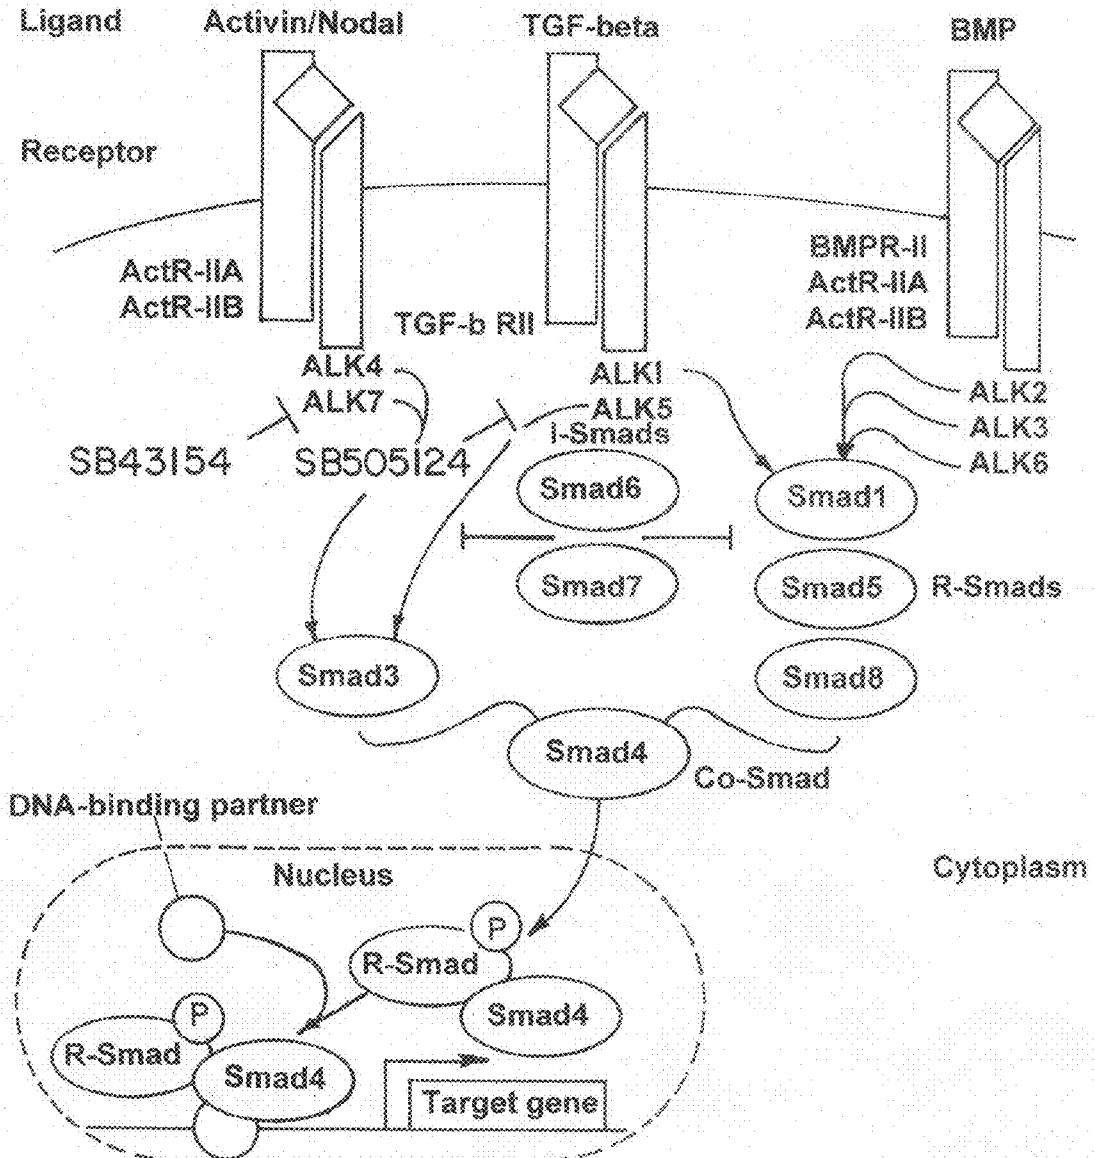 Ligand
Activin/Nodal
TGF-beta
BMP
Receptor
ActR-IIA
ActR-IIB
TGF-b RII
BMPR-II
ActR-IIA
ActR-IIB
ALK4
ALK7
ALK1
ALK5
I-Smads
ALK2
ALK3
ALK6
SB43154
SB505124
Smad6
Smad7
Smad1
Smad5
R-Smads
Smad8
Smad3
Smad4
Co-Smad
DNA-binding partner
Nucleus
Cytoplasm
P
R-Smad
Smad4
P
R-Smad
Smad4
Target gene